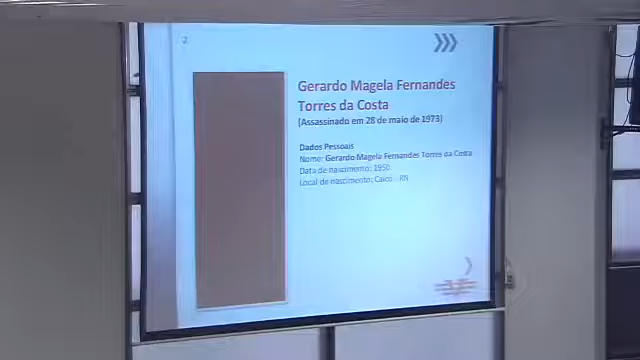 2
Gerardo Magela Fernandes
Torres da Costa
(Assassinado em 28 de maio de 1973)
Dados Pessoais
Nome: Gerardo Magela Fernandes Torres da Costa
Data de nascimento: 1950
Local de nascimento: Caico - RN